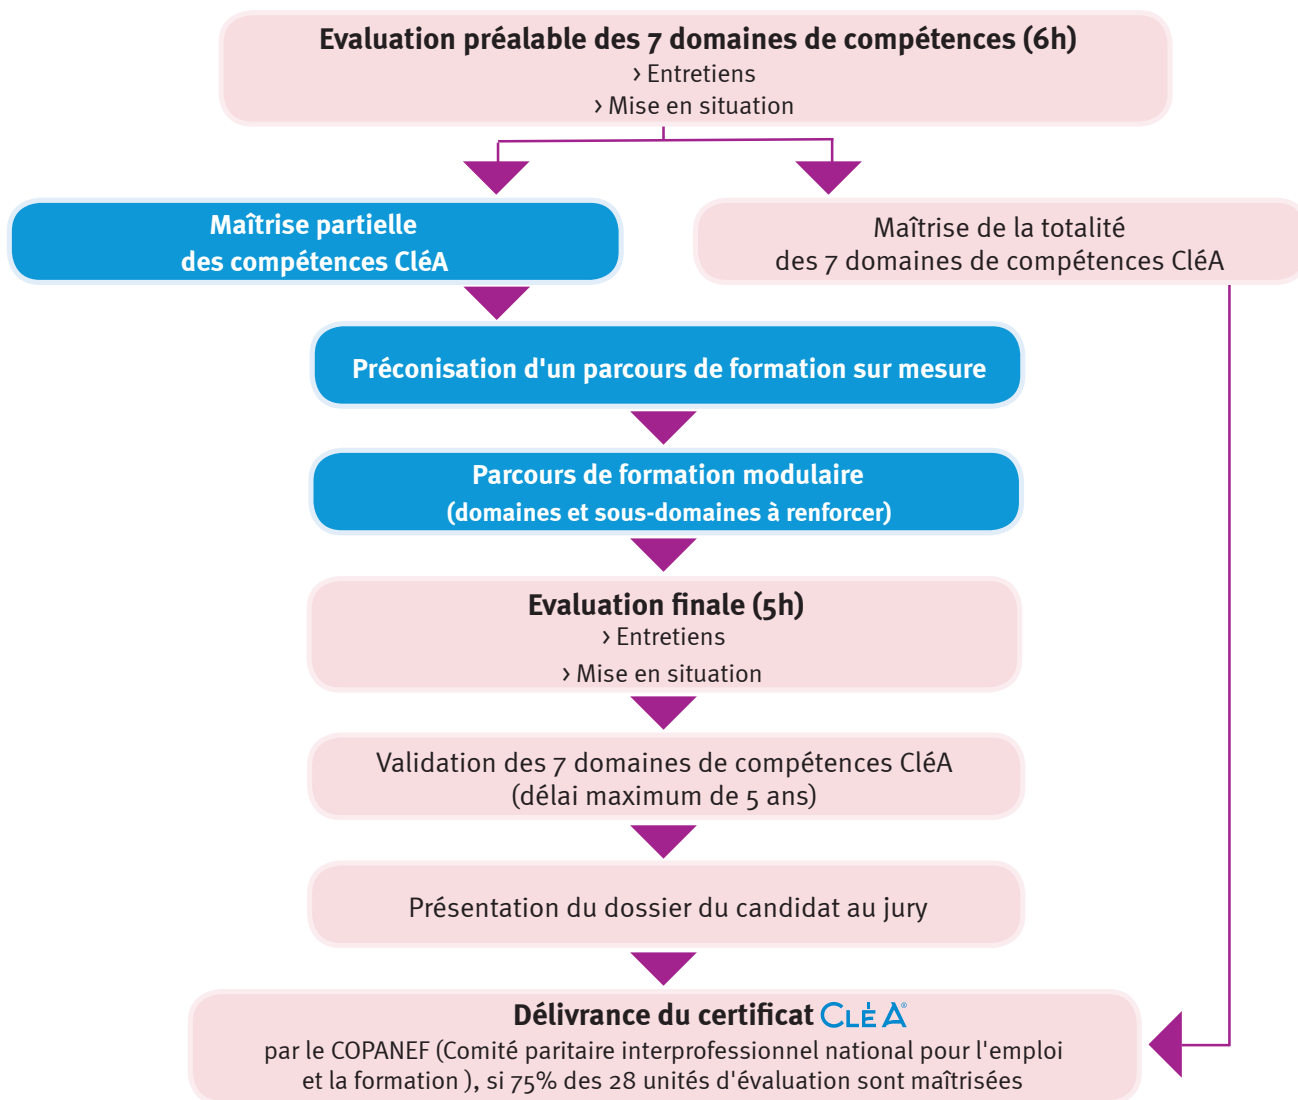 Evaluation préalable des 7 domaines de compétences (6h)
› Entretiens
› Mise en situation
Maîtrise partielle
des compétences CléA
Maîtrise de la totalité
des 7 domaines de compétences CléA
Préconisation d'un parcours de formation sur mesure
Parcours de formation modulaire
(domaines et sous-domaines à renforcer)
Evaluation finale (5h)
› Entretiens
› Mise en situation
Validation des 7 domaines de compétences CléA
(délai maximum de 5 ans)
Présentation du dossier du candidat au jury
Délivrance du certificat CLÉA®
par le COPANEF (Comité paritaire interprofessionnel national pour l'emploi
et la formation ), si 75% des 28 unités d'évaluation sont maîtrisées